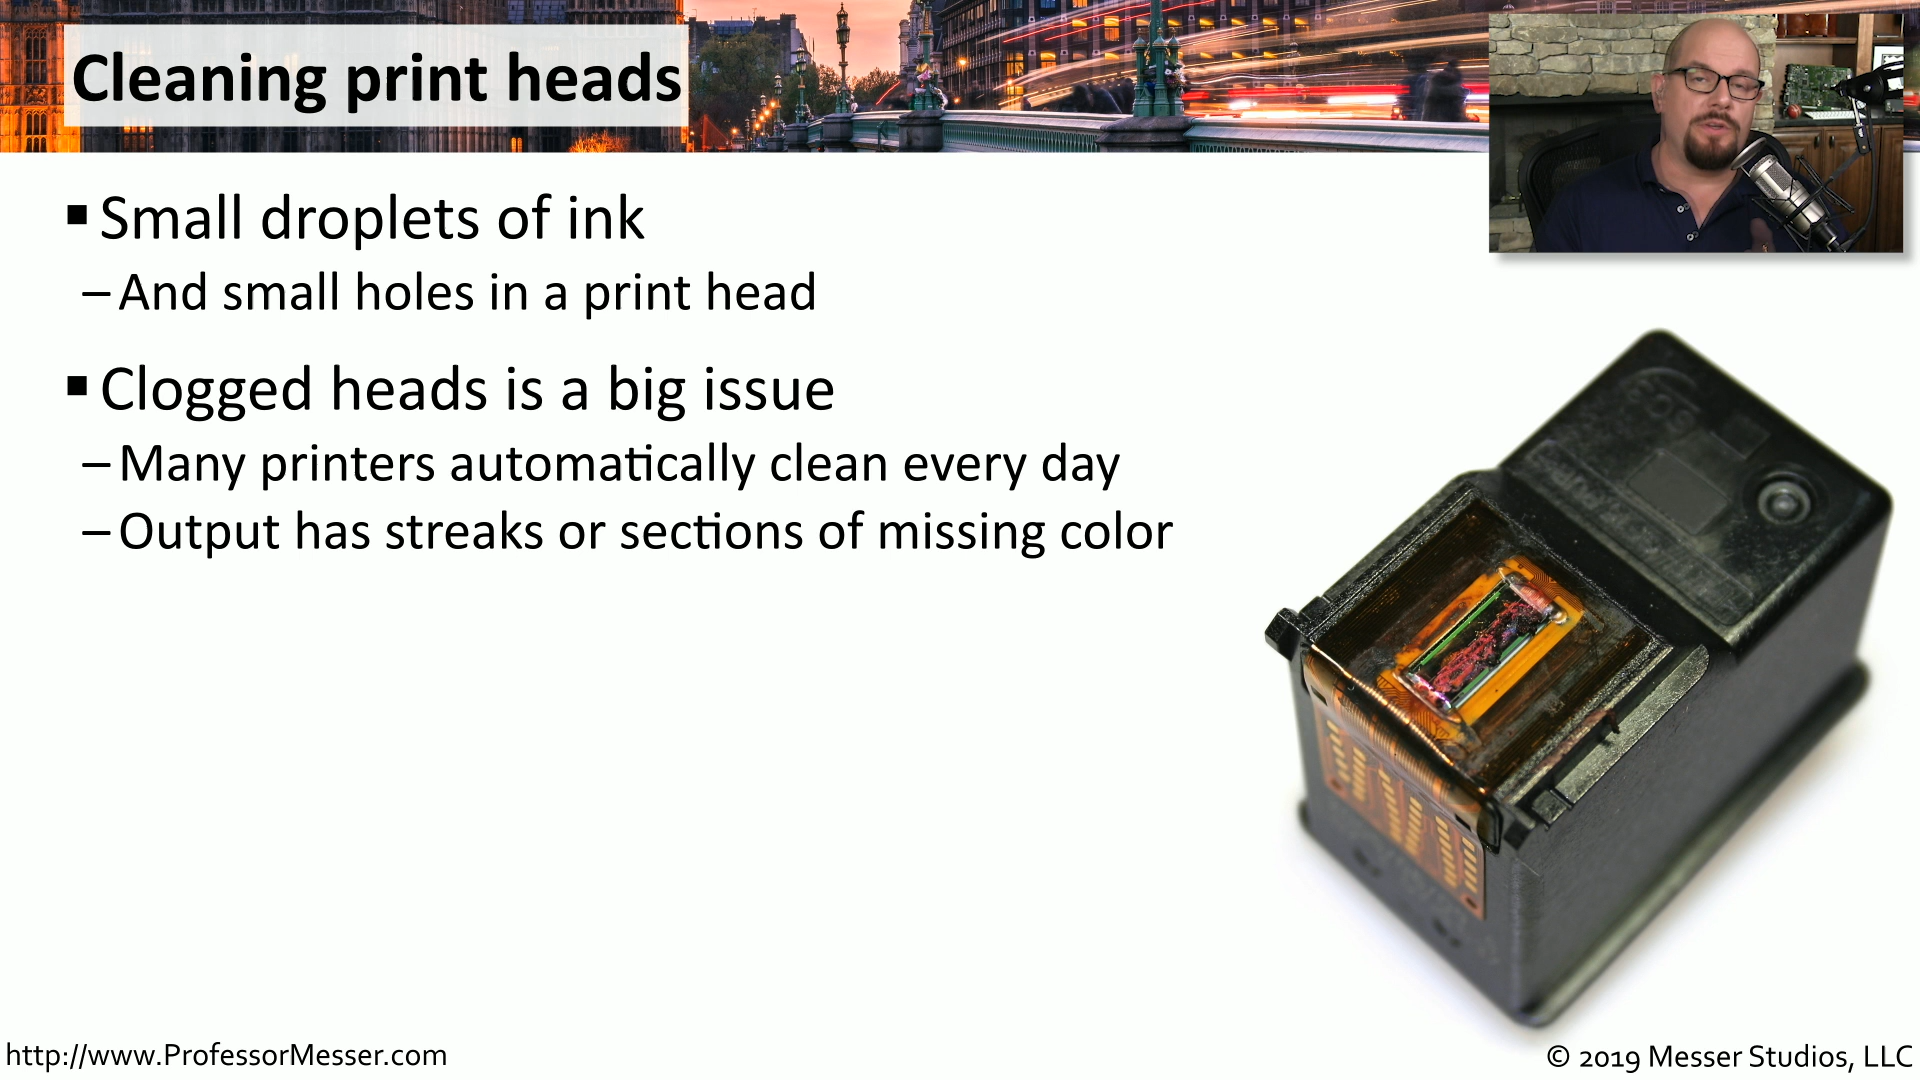 Cleaning print heads
▪ Small droplets of ink
– And small holes in a print head
▪ Clogged heads is a big issue
– Many printers automatically clean every day
– Output has streaks or sections of missing color
http://www.ProfessorMesser.com
© 2019 Messer Studios, LLC